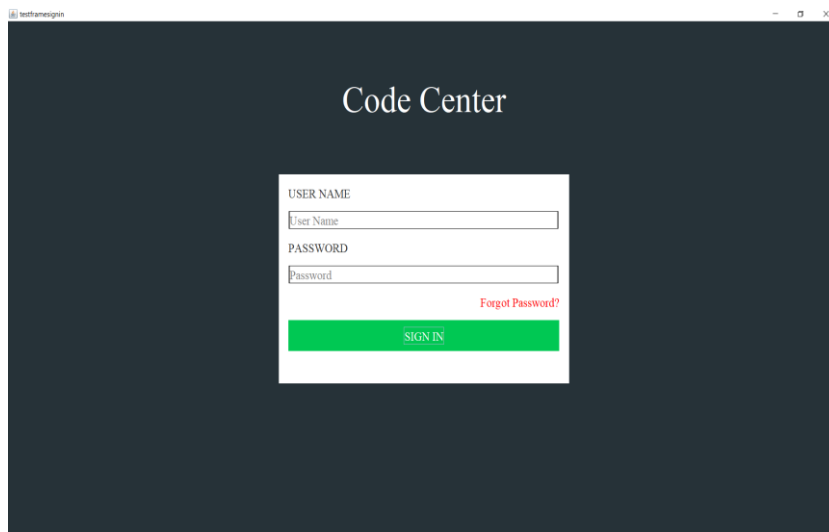 testframesignin
Code Center
USER NAME
User Name
PASSWORD
Password
Forgot Password?
SIGN IN